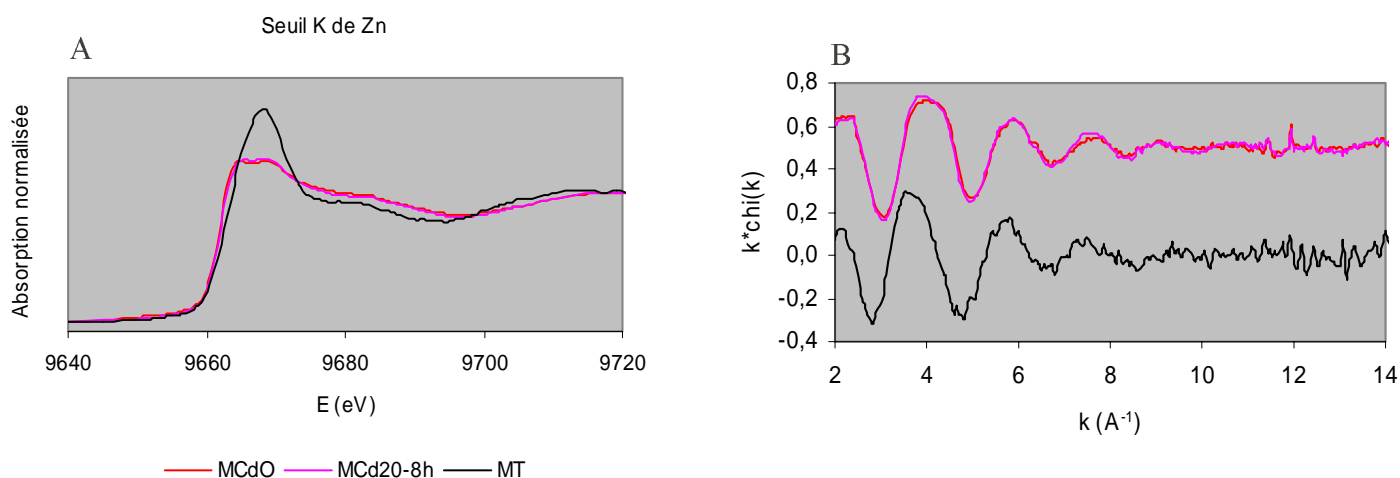 Seuil K de Zn
A
Absorption normalisée
9640 9660 9680 9700 9720
E (eV)
B
k*chi(k)
0,8
0,6
0,4
0,2
0,0
-0,2
-0,4
2 4 6 8 10 12 14
k (A⁻¹)
MCdO MCd20-8h MT